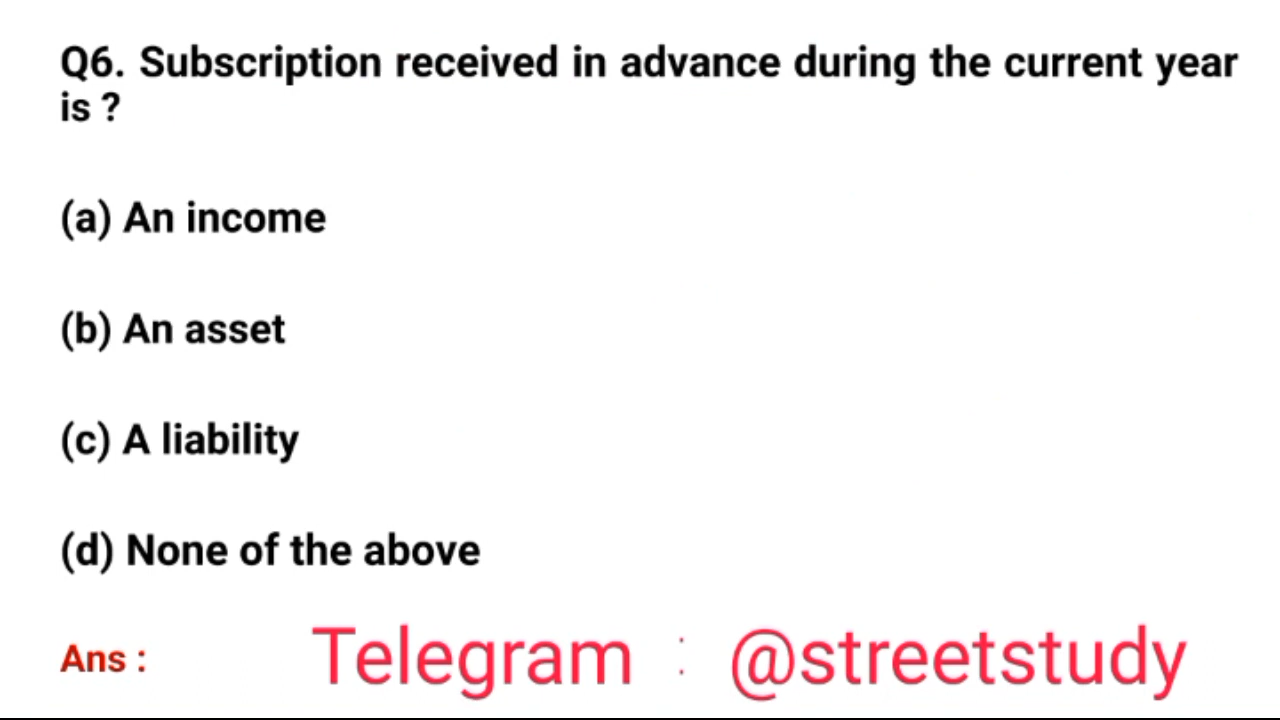 Q6. Subscription received in advance during the current year
is ?
(a) An income
(b) An asset
(c) A liability
(d) None of the above
Ans : Telegram : @streetstudy